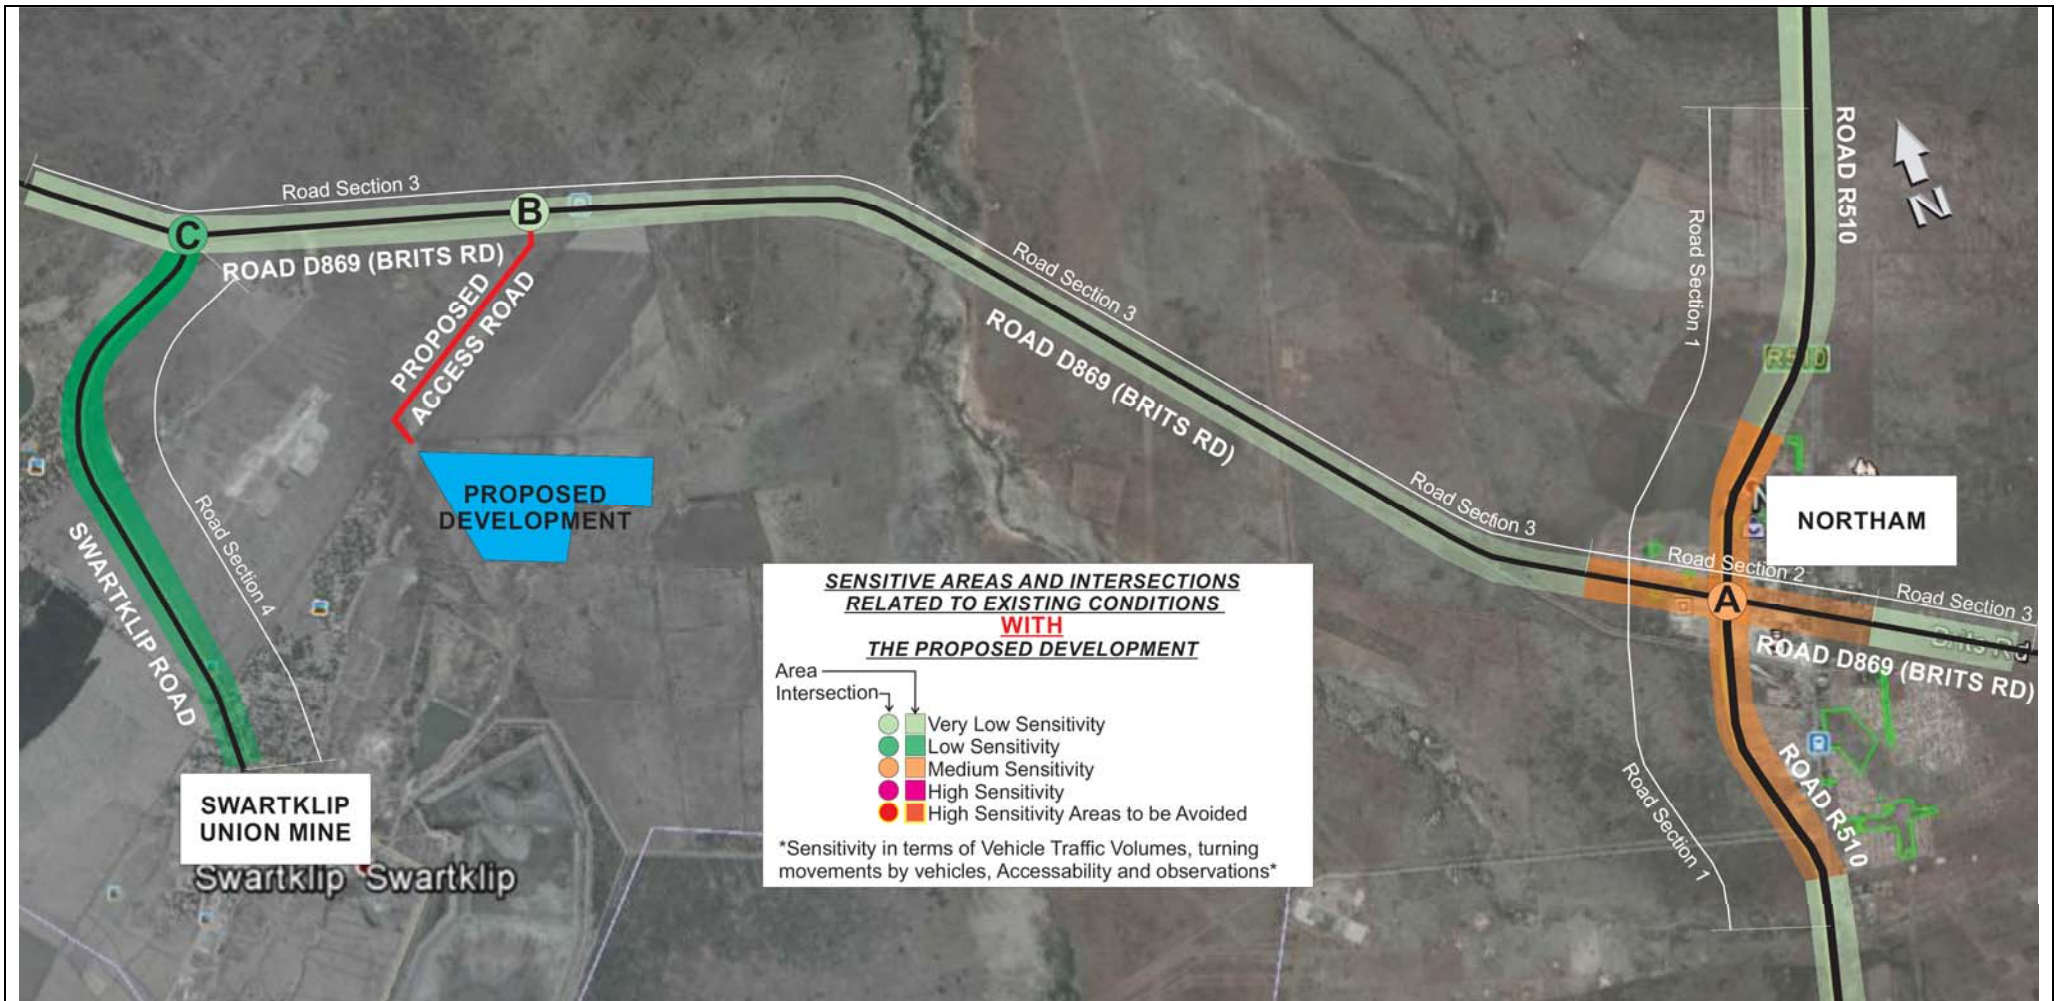 Road Section 3
B
C
ROAD D869 (BRITS RD)
PROPOSED
ACCESS ROAD
PROPOSED
DEVELOPMENT
SWARTKLIP ROAD
Road Section 4
SWARTKLIP
UNION MINE
Swartklip Swartklip
Road Section 3
ROAD D869 (BRITS RD)
Road Section 3
ROAD R510
N
Road Section 1
R510
NORTHAM
Road Section 2
A
Road Section 3
Brits Rd
ROAD D869 (BRITS RD)
ROAD R510
Road Section 1
SENSITIVE AREAS AND INTERSECTIONS
RELATED TO EXISTING CONDITIONS
WITH
THE PROPOSED DEVELOPMENT
Area
Intersection
Very Low Sensitivity
Low Sensitivity
Medium Sensitivity
High Sensitivity
High Sensitivity Areas to be Avoided
*Sensitivity in terms of Vehicle Traffic Volumes, turning
movements by vehicles, Accessability and observations*